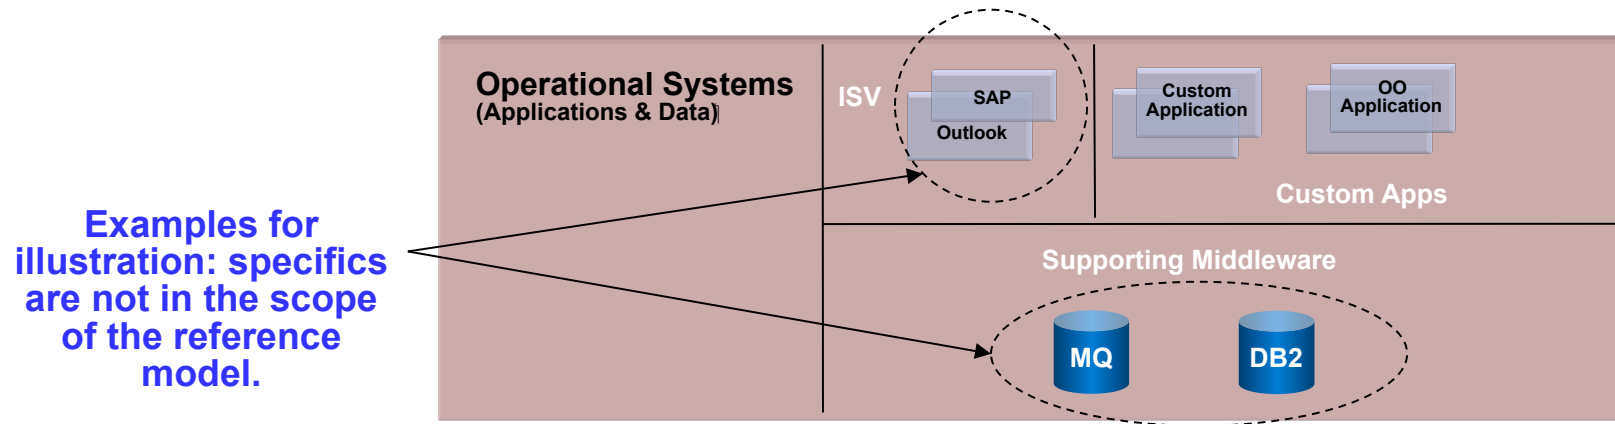 Operational Systems
(Applications & Data)
ISV
SAP
Outlook
Custom
Application
OO
Application
Custom Apps
Examples for
illustration: specifics
are not in the scope
of the reference
model.
Supporting Middleware
MQ
DB2